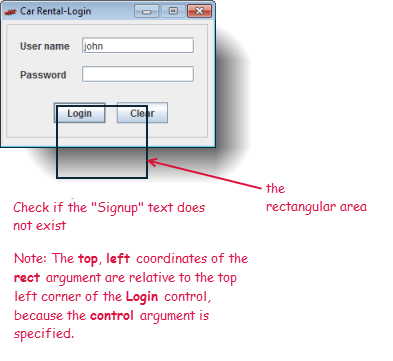 Car Rental-Login
User name
john
Password
Login
Clear
the
rectangular area
Check if the "Signup" text does
not exist
Note: The top, left coordinates of the
rect argument are relative to the top
left corner of the Login control,
because the control argument is
specified.